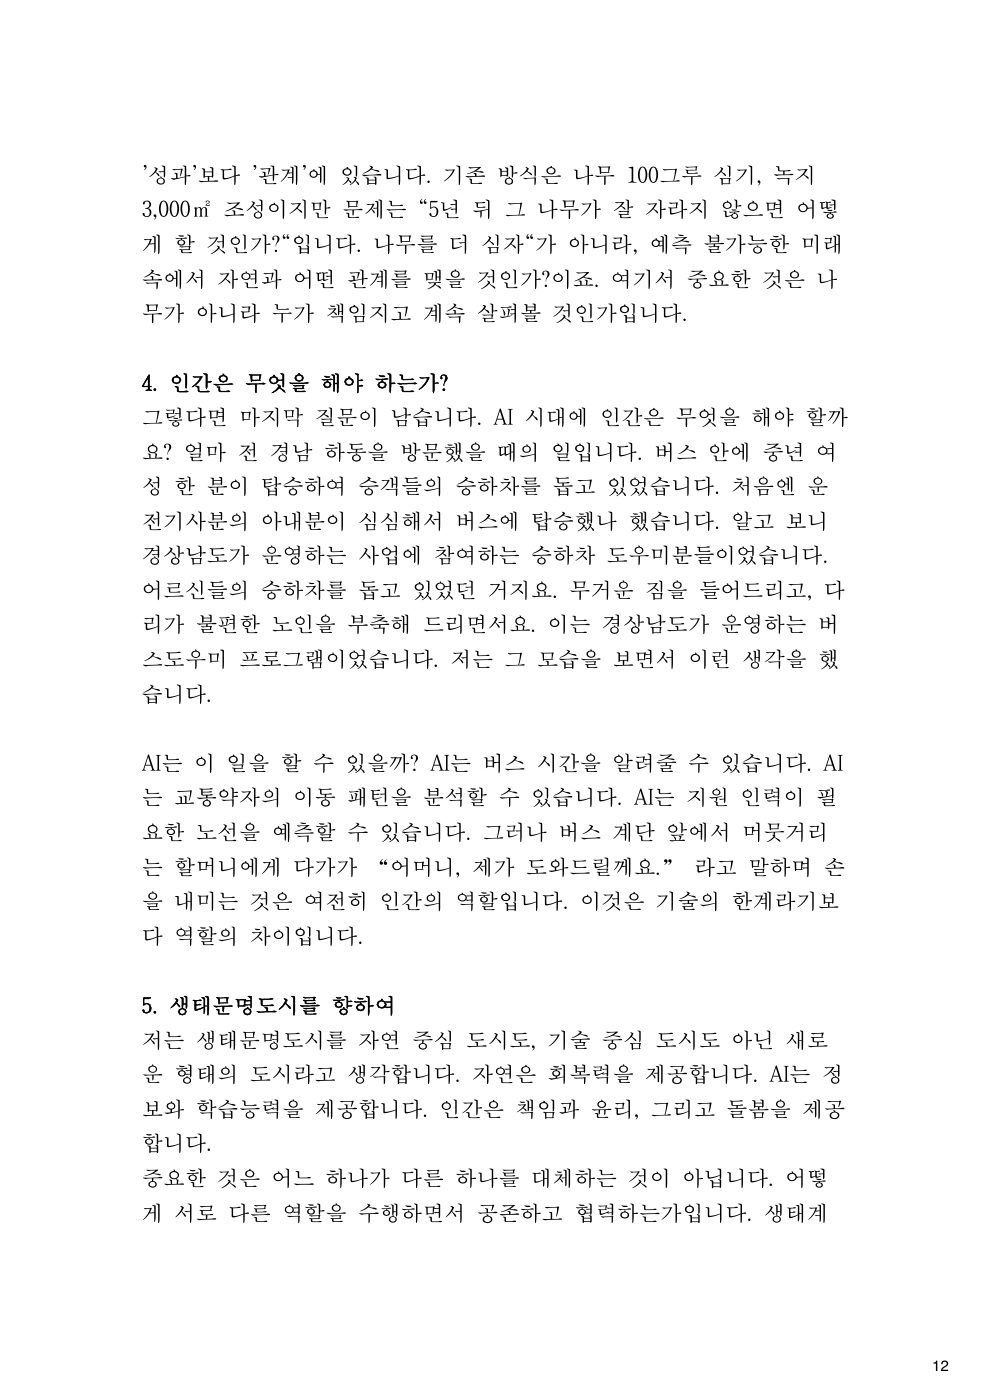 ’성과’보다 ’관계’에 있습니다. 기존 방식은 나무 100그루 심기, 녹지
3,000㎡ 조성이지만 문제는 “5년 뒤 그 나무가 잘 자라지 않으면 어떻
게 할 것인가?“입니다. 나무를 더 심자“가 아니라, 예측 불가능한 미래
속에서 자연과 어떤 관계를 맺을 것인가?이죠. 여기서 중요한 것은 나
무가 아니라 누가 책임지고 계속 살펴볼 것인가입니다.
4. 인간은 무엇을 해야 하는가?
그렇다면 마지막 질문이 남습니다. AI 시대에 인간은 무엇을 해야 할까
요? 얼마 전 경남 하동을 방문했을 때의 일입니다. 버스 안에 중년 여
성 한 분이 탑승하여 승객들의 승하차를 돕고 있었습니다. 처음엔 운
전기사분의 아내분이 심심해서 버스에 탑승했나 했습니다. 알고 보니
경상남도가 운영하는 사업에 참여하는 승하차 도우미분들이었습니다.
어르신들의 승하차를 돕고 있었던 거지요. 무거운 짐을 들어드리고, 다
리가 불편한 노인을 부축해 드리면서요. 이는 경상남도가 운영하는 버
스도우미 프로그램이었습니다. 저는 그 모습을 보면서 이런 생각을 했
습니다.
AI는 이 일을 할 수 있을까? AI는 버스 시간을 알려줄 수 있습니다. AI
는 교통약자의 이동 패턴을 분석할 수 있습니다. AI는 지원 인력이 필
요한 노선을 예측할 수 있습니다. 그러나 버스 계단 앞에서 머뭇거리
는 할머니에게 다가가 “어머니, 제가 도와드릴께요.” 라고 말하며 손
을 내미는 것은 여전히 인간의 역할입니다. 이것은 기술의 한계라기보
다 역할의 차이입니다.
5. 생태문명도시를 향하여
저는 생태문명도시를 자연 중심 도시도, 기술 중심 도시도 아닌 새로
운 형태의 도시라고 생각합니다. 자연은 회복력을 제공합니다. AI는 정
보와 학습능력을 제공합니다. 인간은 책임과 윤리, 그리고 돌봄을 제공
합니다.
중요한 것은 어느 하나가 다른 하나를 대체하는 것이 아닙니다. 어떻
게 서로 다른 역할을 수행하면서 공존하고 협력하는가입니다. 생태계
12